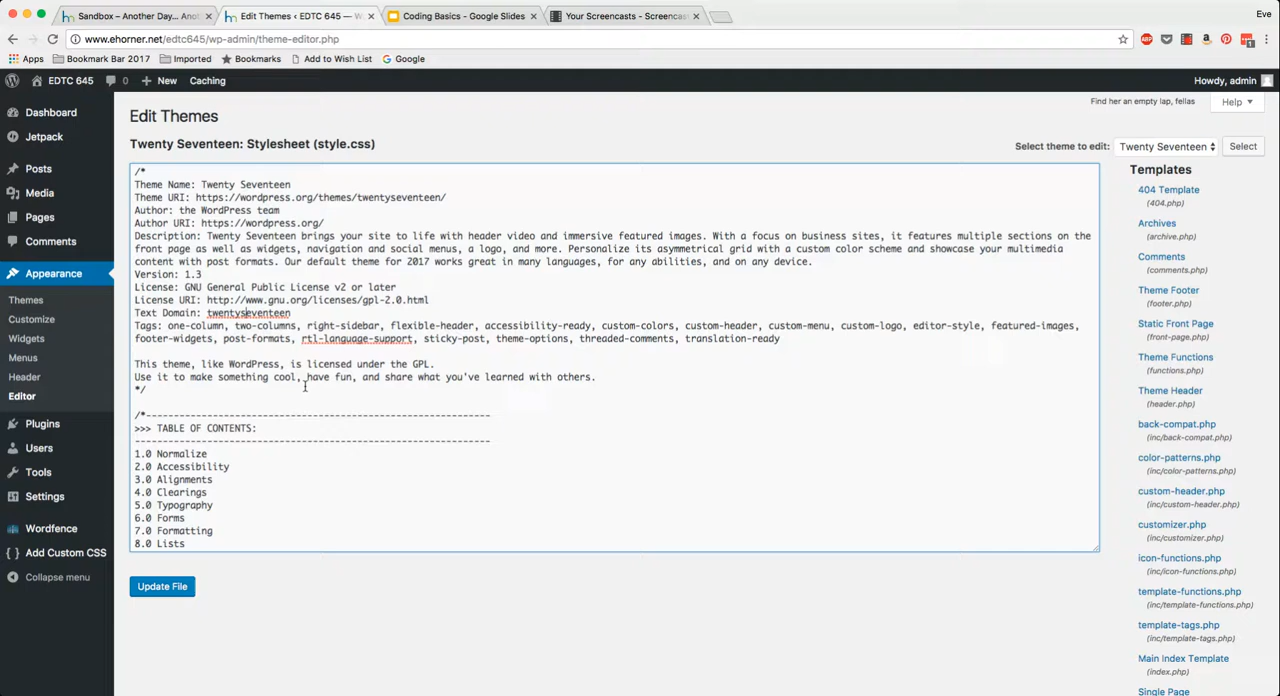 Sandbox – Another Day... Anot
Edit Themes ‹ EDTC 645 — W
Coding Basics - Google Slides
Your Screencasts - Screencas
Eve
www.ehorner.net/edtc645/wp-admin/theme-editor.php
Apps
Bookmark Bar 2017
Imported
Bookmarks
Add to Wish List
Google
EDTC 645
0
New
Caching
Howdy, admin
Dashboard
Jetpack
Posts
Media
Pages
Comments
Appearance
Themes
Customize
Widgets
Menus
Header
Editor
Plugins
Users
Tools
Settings
Wordfence
Add Custom CSS
Collapse menu
Find her an empty lap, fellas
Help
Edit Themes
Twenty Seventeen: Stylesheet (style.css)
Select theme to edit: Twenty Seventeen Select
/*
Theme Name: Twenty Seventeen
Theme URI: https://wordpress.org/themes/twentyseventeen/
Author: the WordPress team
Author URI: https://wordpress.org/
Description: Twenty Seventeen brings your site to life with header video and immersive featured images. With a focus on business sites, it features multiple sections on the
front page as well as widgets, navigation and social menus, a logo, and more. Personalize its asymmetrical grid with a custom color scheme and showcase your multimedia
content with post formats. Our default theme for 2017 works great in many languages, for any abilities, and on any device.
Version: 1.3
License: GNU General Public License v2 or later
License URI: http://www.gnu.org/licenses/gpl-2.0.html
Text Domain: twentyseventeen
Tags: one-column, two-columns, right-sidebar, flexible-header, accessibility-ready, custom-colors, custom-header, custom-menu, custom-logo, editor-style, featured-images,
footer-widgets, post-formats, rtl-language-support, sticky-post, theme-options, threaded-comments, translation-ready
This theme, like WordPress, is licensed under the GPL.
Use it to make something cool, have fun, and share what you've learned with others.
*/
/*--------------------------------------------------------------
>>> TABLE OF CONTENTS:
----------------------------------------------------------------
1.0 Normalize
2.0 Accessibility
3.0 Alignments
4.0 Clearings
5.0 Typography
6.0 Forms
7.0 Formatting
8.0 Lists
Update File
Templates
404 Template
(404.php)
Archives
(archive.php)
Comments
(comments.php)
Theme Footer
(footer.php)
Static Front Page
(front-page.php)
Theme Functions
(functions.php)
Theme Header
(header.php)
back-compat.php
(inc/back-compat.php)
color-patterns.php
(inc/color-patterns.php)
custom-header.php
(inc/custom-header.php)
customizer.php
(inc/customizer.php)
icon-functions.php
(inc/icon-functions.php)
template-functions.php
(inc/template-functions.php)
template-tags.php
(inc/template-tags.php)
Main Index Template
(index.php)
Single Page